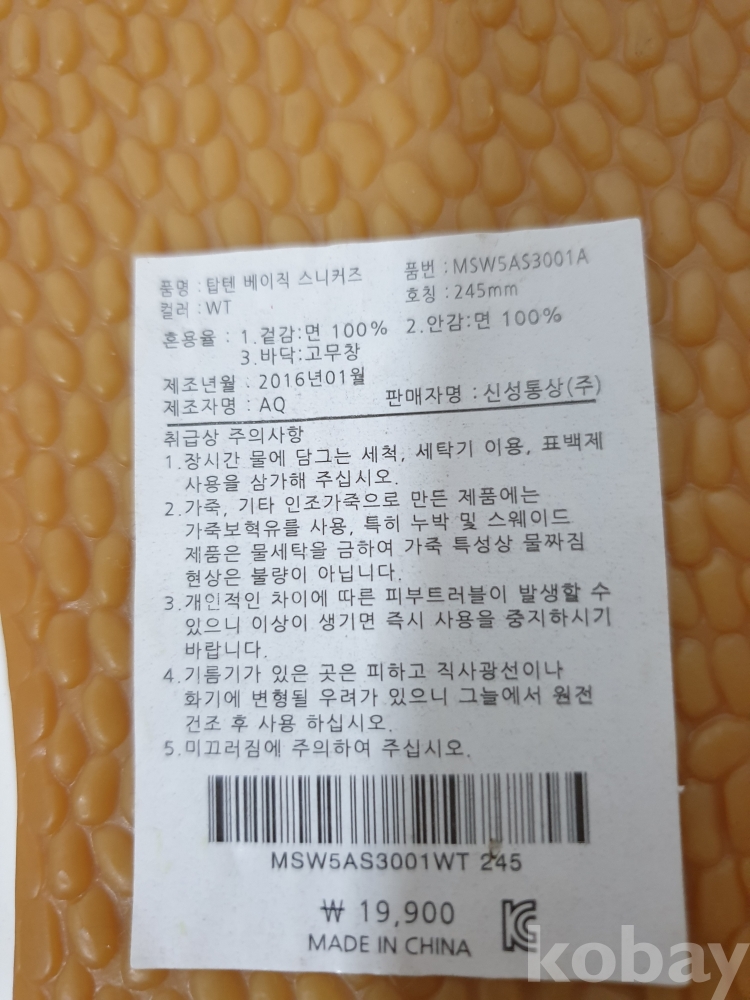 품명 : 탑텐 베이직 스니커즈 품번 : MSW5AS3001A
컬러 : WT 호칭 : 245mm
혼용율 : 1.겉감:면 100% 2.안감:면 100%
3.바닥:고무창
제조년월 : 2016년01월
제조자명 : AQ 판매자명 : 신성통상(주)
취급상 주의사항
1.장시간 물에 담그는 세척, 세탁기 이용, 표백제
사용을 삼가해 주십시오.
2.가죽, 기타 인조가죽으로 만든 제품에는
가죽보혁유를 사용, 특히 누박 및 스웨이드
제품은 물세탁을 금하여 가죽 특성상 물짜짐
현상은 불량이 아닙니다.
3.개인적인 차이에 따른 피부트러블이 발생할 수
있으니 이상이 생기면 즉시 사용을 중지하시기
바랍니다.
4.기름기가 있은 곳은 피하고 직사광선이나
화기에 변형될 우려가 있으니 그늘에서 원전
건조 후 사용 하십시오.
5.미끄러짐에 주의하여 주십시오.
MSW5AS3001WT 245
₩ 19,900
MADE IN CHINA
kobay